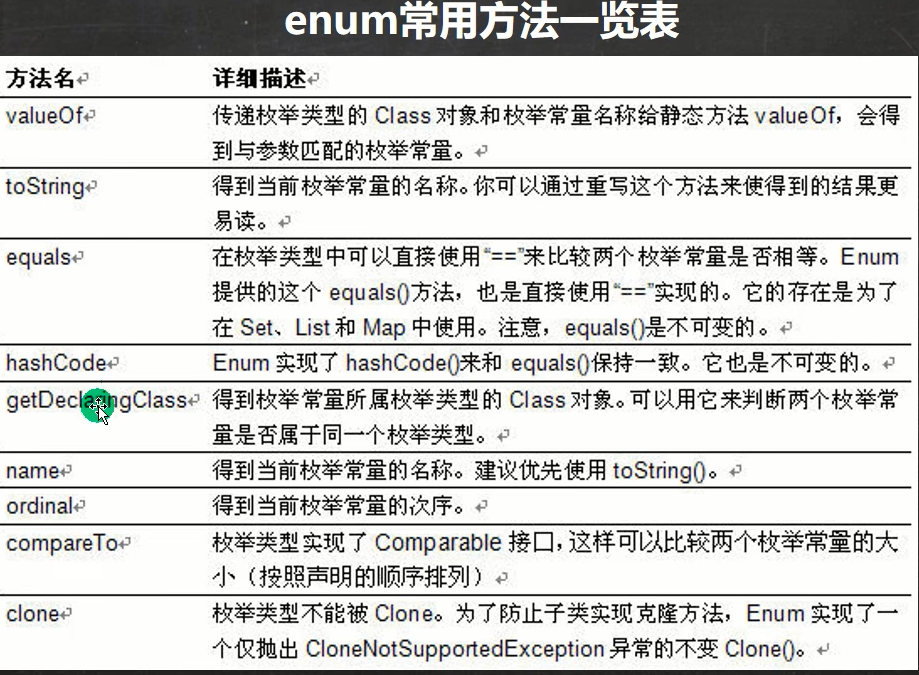 enum常用方法一览表
方法名 详细描述
valueOf 传递枚举类型的 Class 对象和枚举常量名称给静态方法 valueOf，会得
到与参数匹配的枚举常量。
toString 得到当前枚举常量的名称。你可以通过重写这个方法来使得到的结果更
易读。
equals 在枚举类型中可以直接使用“==”来比较两个枚举常量是否相等。Enum
提供的这个 equals()方法，也是直接使用“==”实现的。它的存在是为了
在 Set、List 和 Map 中使用。注意，equals()是不可变的。
hashCode Enum 实现了 hashCode()来和 equals()保持一致。它也是不可变的。
getDeclaringClass 得到枚举常量所属枚举类型的 Class 对象。可以用它来判断两个枚举常
量是否属于同一个枚举类型。
name 得到当前枚举常量的名称。建议优先使用 toString()。
ordinal 得到当前枚举常量的次序。
compareTo 枚举类型实现了 Comparable 接口，这样可以比较两个枚举常量的大
小（按照声明的顺序排列）
clone 枚举类型不能被 Clone。为了防止子类实现克隆方法，Enum 实现了一
个仅抛出 CloneNotSupportedException 异常的不变 Clone()。